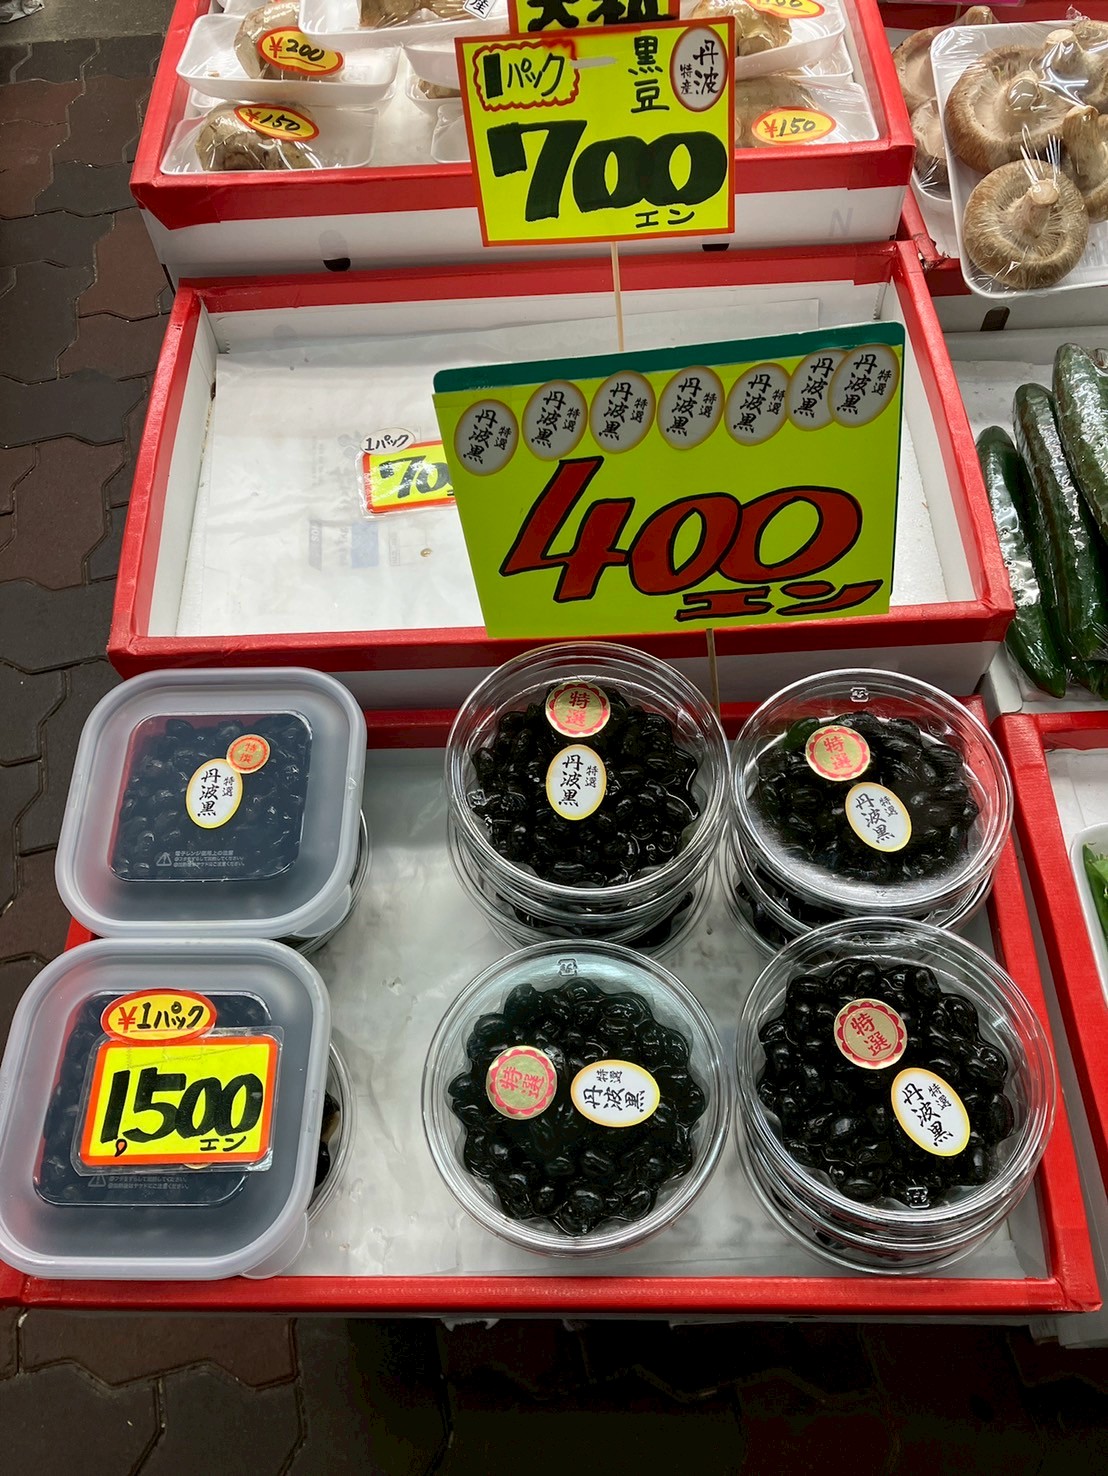 ¥200
¥150
産
¥150
1パック
黒豆
丹波
特産
700
エン
1パック
70
特選
丹波黒
特選
丹波黒
特選
丹波黒
特選
丹波黒
特選
丹波黒
特選
丹波黒
特選
丹波黒
400
エン
特選
特選
丹波黒
特選
特選
丹波黒
特選
特選
丹波黒
¥1パック
1,500
エン
特選
特選
丹波黒
特選
特選
丹波黒